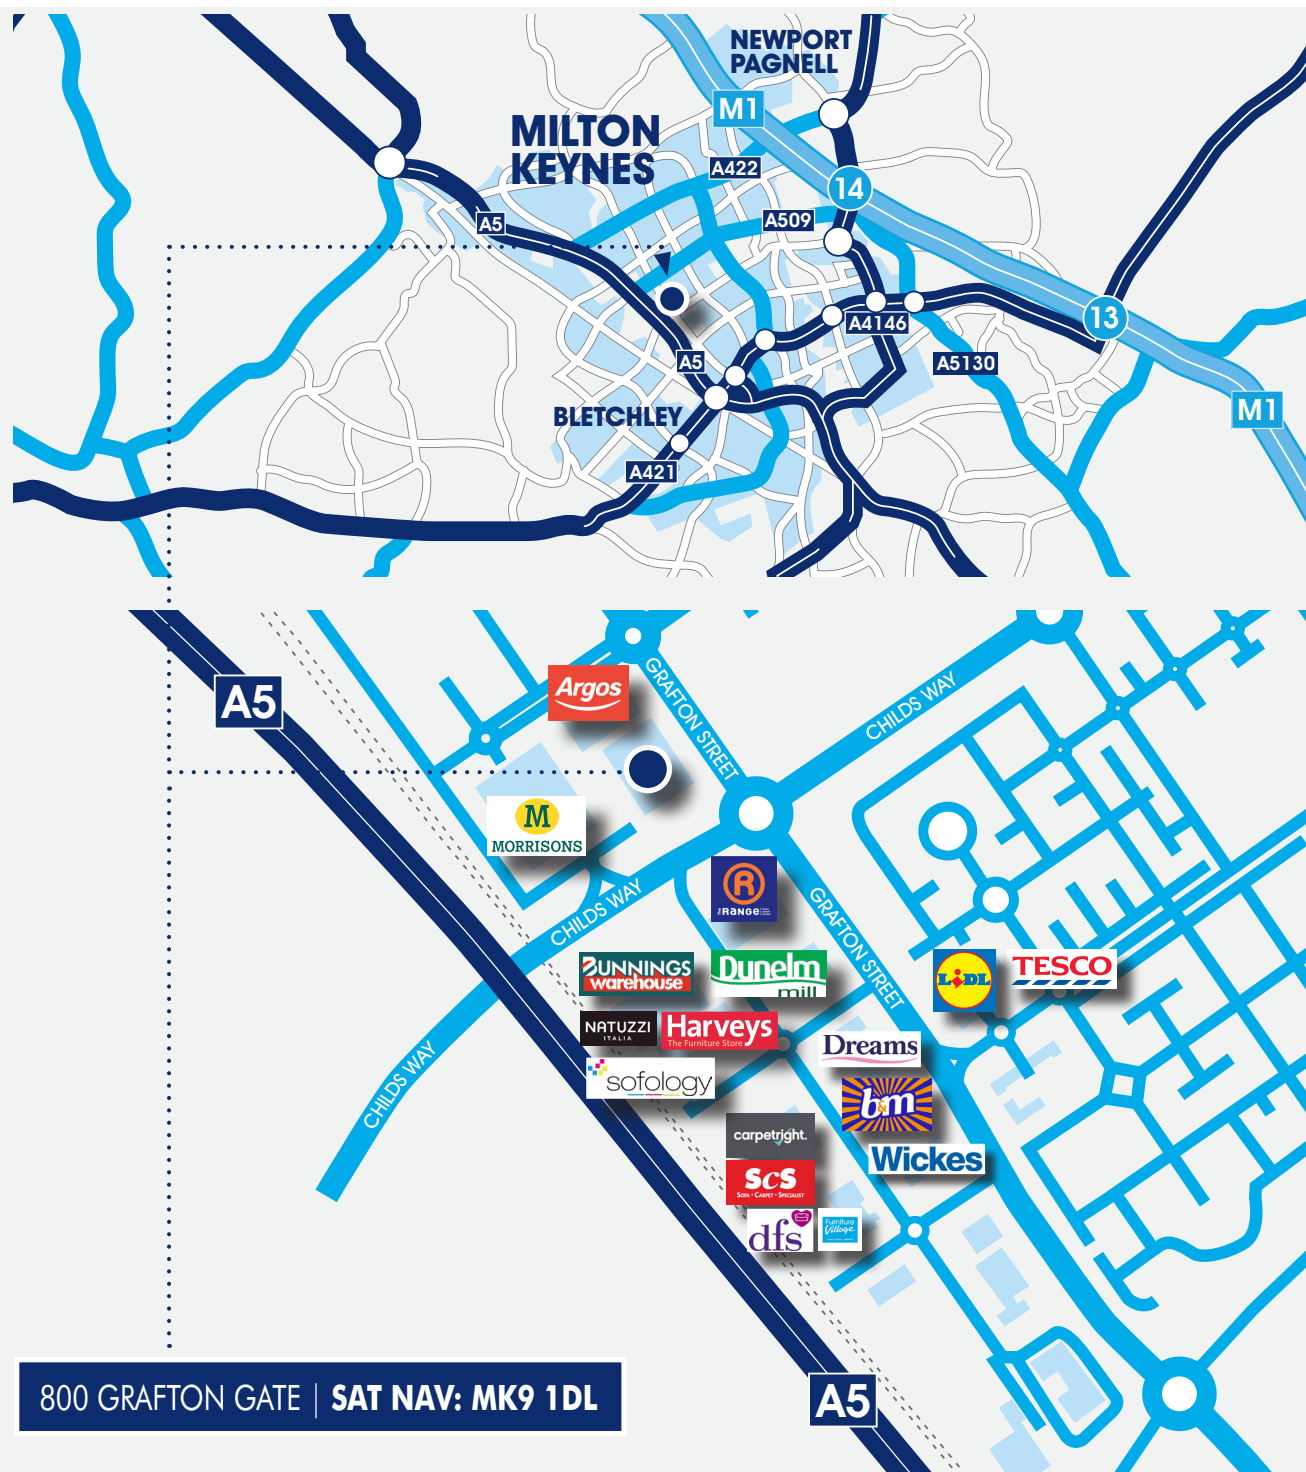 NEWPORT
PAGNELL
M1
MILTON
KEYNES
A422
14
A5
A509
13
A4146
A5
A5130
M1
BLETCHLEY
A421
A5
Argos
GRAFTON STREET
CHILDS WAY
M
MORRISONS
R
THE RANGE
CHILDS WAY
GRAFTON STREET
BUNNINGS
warehouse
Dunelm
mill
LiDL
TESCO
NATUZZI
ITALIA
Harveys
The Furniture Store
Dreams
CHILDS WAY
sofology
b&m
carpetright.
Wickes
ScS
SOFA • CARPET • SPECIALIST
dfs
Furniture
Village
A5
800 GRAFTON GATE | SAT NAV: MK9 1DL